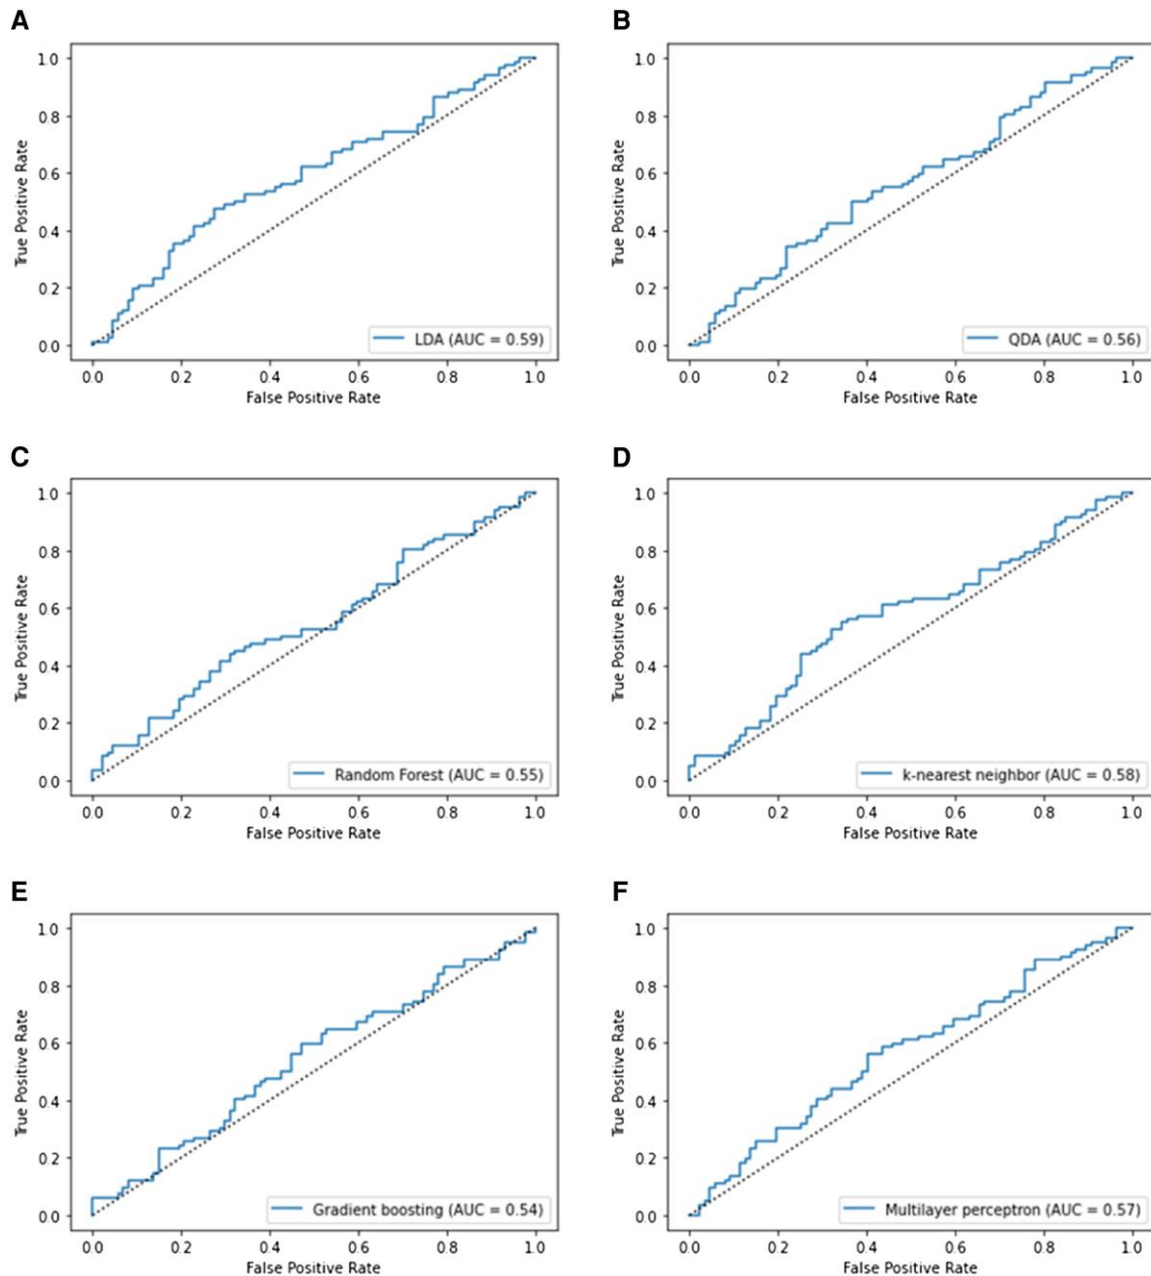 A
1.0
0.8
0.6
0.4
0.2
0.0
True Positive Rate
LDA (AUC = 0.59)
0.0 0.2 0.4 0.6 0.8 1.0
False Positive Rate
B
1.0
0.8
0.6
0.4
0.2
0.0
True Positive Rate
QDA (AUC = 0.56)
0.0 0.2 0.4 0.6 0.8 1.0
False Positive Rate
C
1.0
0.8
0.6
0.4
0.2
0.0
True Positive Rate
Random Forest (AUC = 0.55)
0.0 0.2 0.4 0.6 0.8 1.0
False Positive Rate
D
1.0
0.8
0.6
0.4
0.2
0.0
True Positive Rate
k-nearest neighbor (AUC = 0.58)
0.0 0.2 0.4 0.6 0.8 1.0
False Positive Rate
E
1.0
0.8
0.6
0.4
0.2
0.0
True Positive Rate
Gradient boosting (AUC = 0.54)
0.0 0.2 0.4 0.6 0.8 1.0
False Positive Rate
F
1.0
0.8
0.6
0.4
0.2
0.0
True Positive Rate
Multilayer perceptron (AUC = 0.57)
0.0 0.2 0.4 0.6 0.8 1.0
False Positive Rate